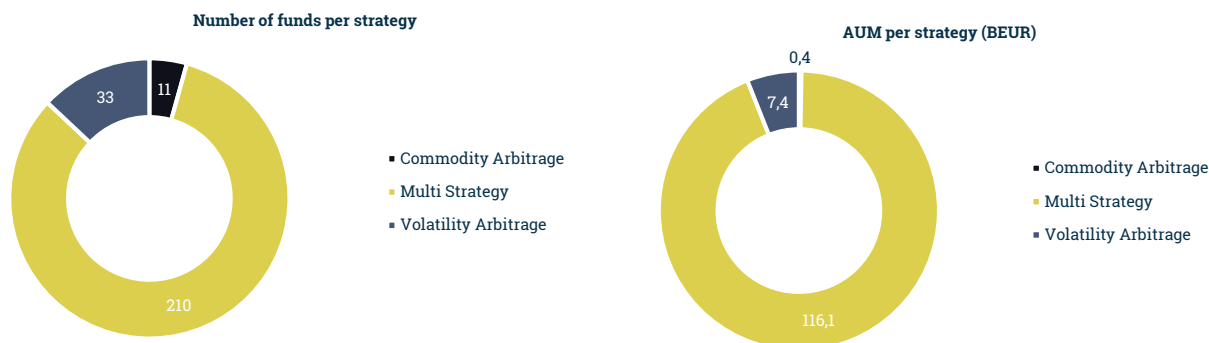 Number of funds per strategy
11
33
210
Commodity Arbitrage
Multi Strategy
Volatility Arbitrage
AUM per strategy (BEUR)
0,4
7,4
116,1
Commodity Arbitrage
Multi Strategy
Volatility Arbitrage